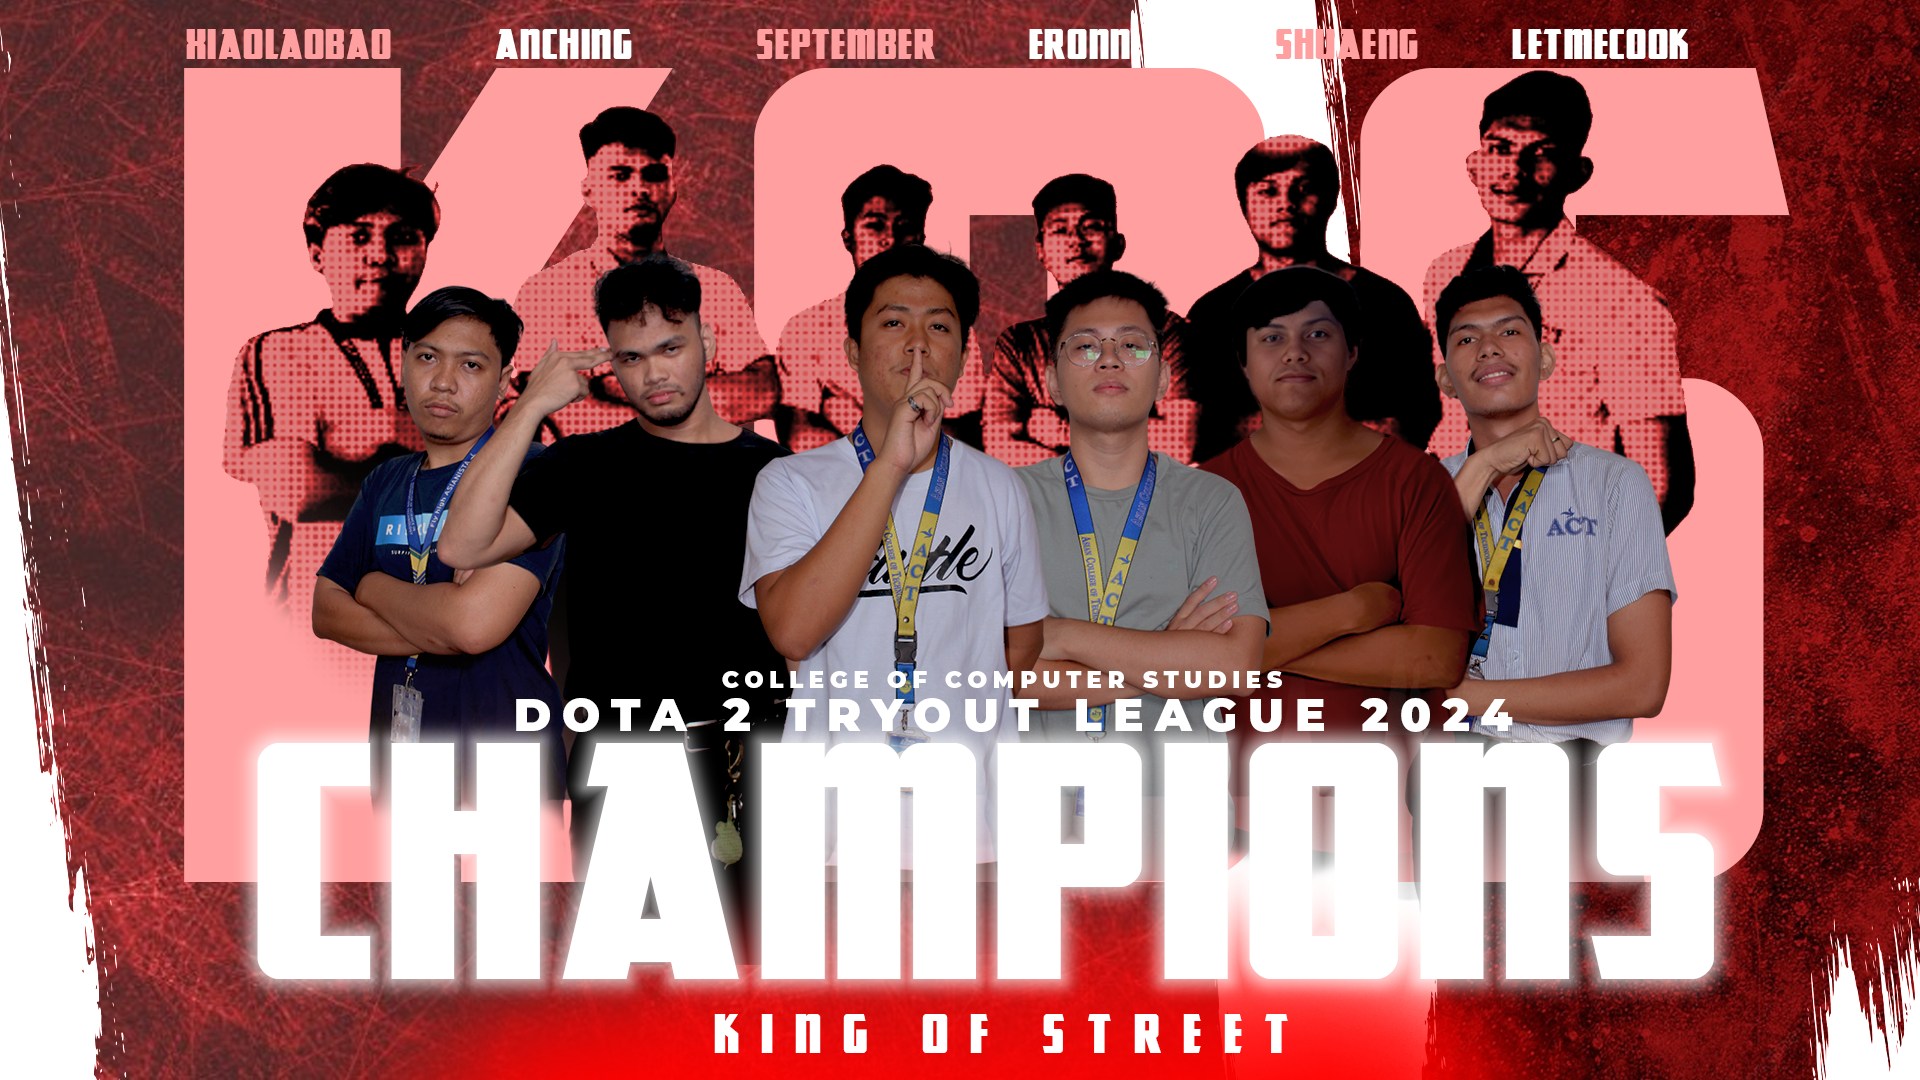 XIAOLAOBAO ANCHING SEPTEMBER ERONN SHUAENG LETMECOOK
KOS
ACT
COLLEGE OF COMPUTER STUDIES
DOTA 2 TRYOUT LEAGUE 2024
CHAMPIONS
KING OF STREET